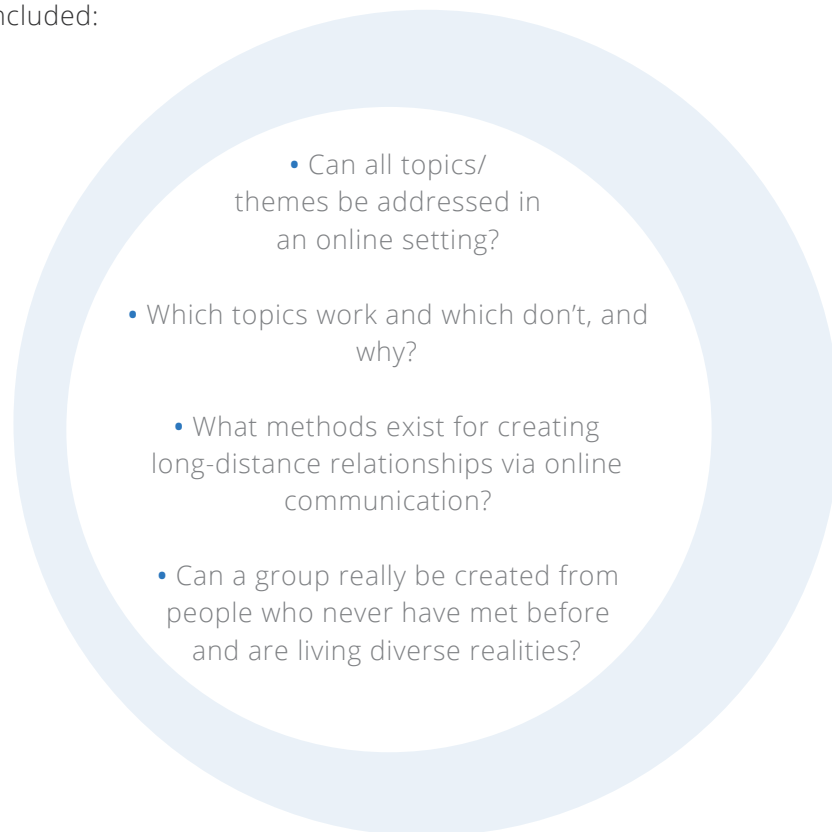 ncluded:
• Can all topics/
themes be addressed in
an online setting?
• Which topics work and which don’t, and
why?
• What methods exist for creating
long-distance relationships via online
communication?
• Can a group really be created from
people who never have met before
and are living diverse realities?